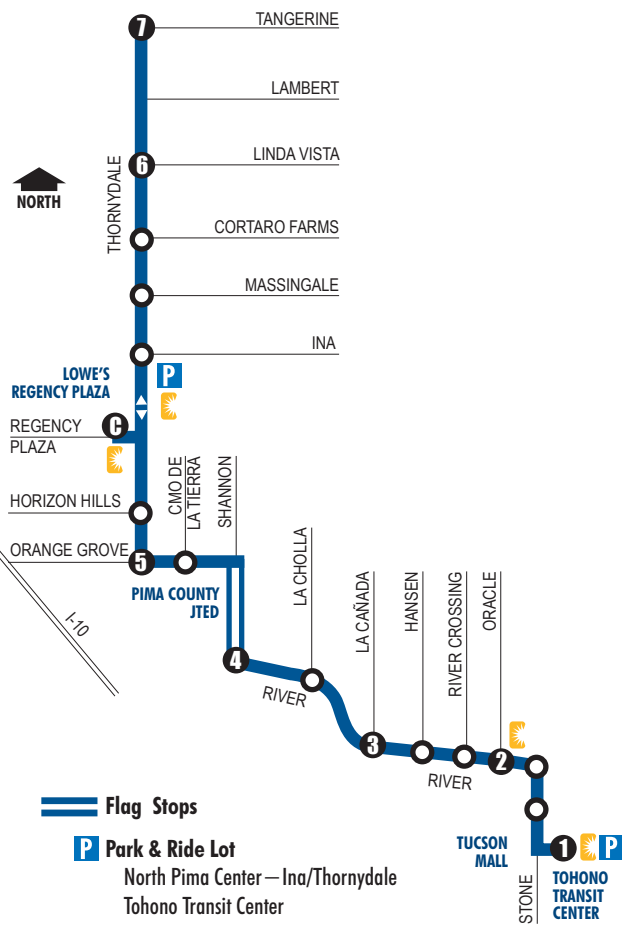 7
TANGERINE
LAMBERT
6
LINDA VISTA
THORNYDALE
NORTH
CORTARO FARMS
MASSINGALE
INA
LOWE'S
REGENCY PLAZA
P
C
REGENCY
PLAZA
HORIZON HILLS
CMO DE
LA TIERRA
SHANNON
ORANGE GROVE
5
PIMA COUNTY
JTED
I-10
4
LA CHOLLA
RIVER
LA CAÑADA
HANSEN
RIVER CROSSING
ORACLE
3
2
RIVER
Flag Stops
P Park & Ride Lot
North Pima Center – Ina/Thornydale
Tohono Transit Center
TUCSON
MALL
1
P
TOHONO
TRANSIT
CENTER
STONE